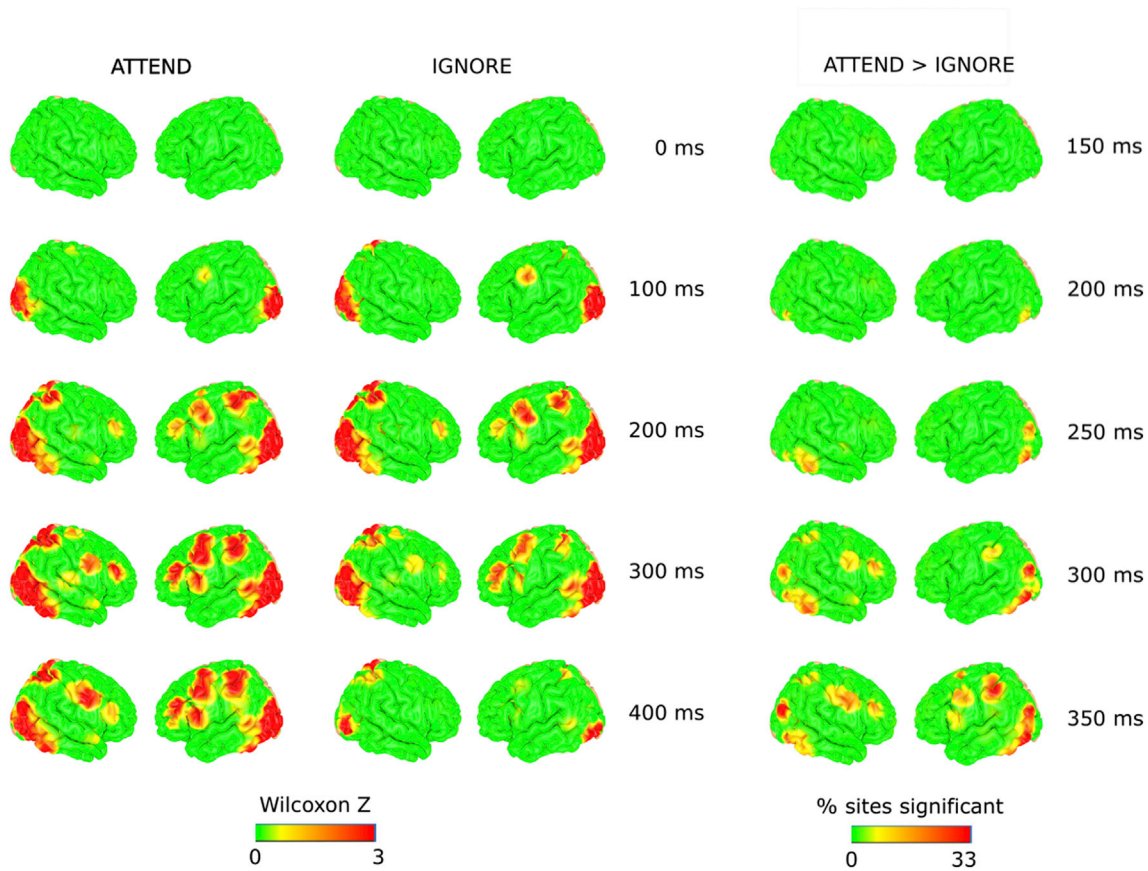 ATTEND IGNORE ATTEND > IGNORE
0 ms 150 ms
100 ms 200 ms
200 ms 250 ms
300 ms 300 ms
400 ms 350 ms
Wilcoxon Z % sites significant
0 3 0 33